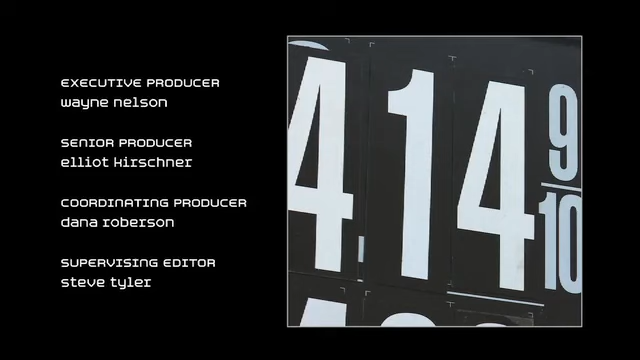 EXECUTIVE PRODUCER
wayne nelson
SENIOR PRODUCER
elliot kirschner
COORDINATING PRODUCER
dana roberson
SUPERVISING EDITOR
steve tyler
414 9/10